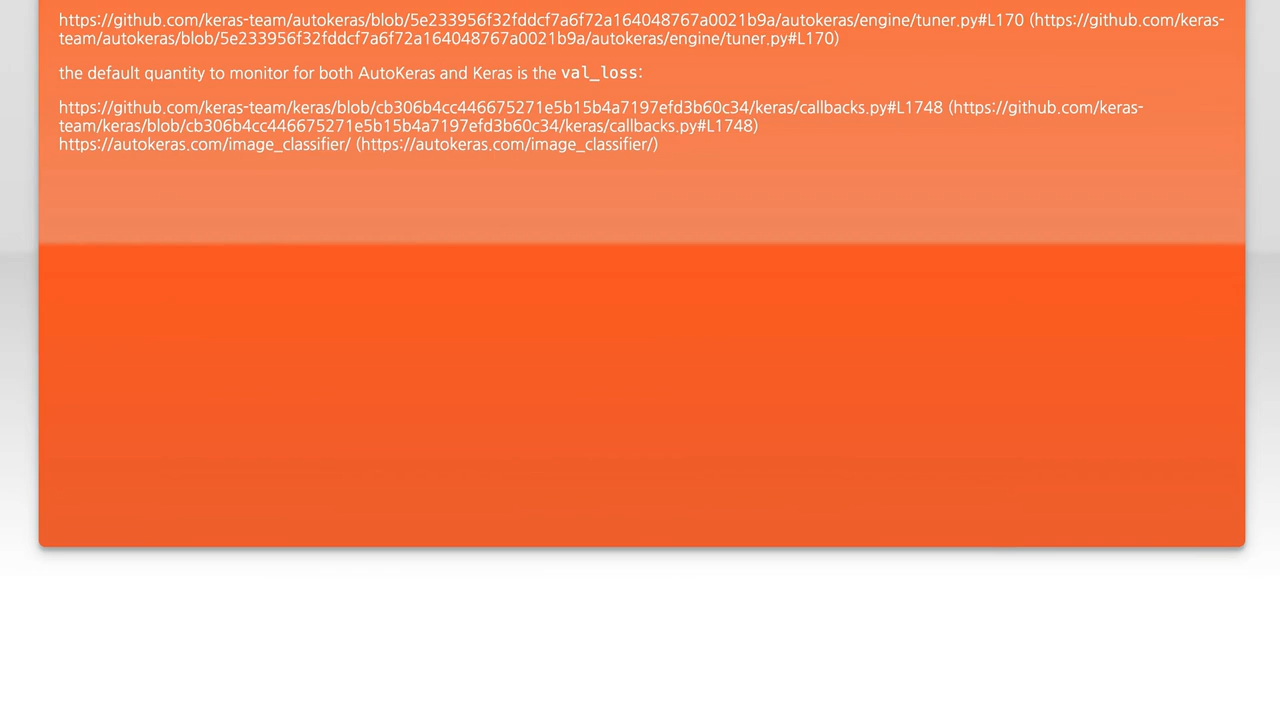 https://github.com/keras-team/autokeras/blob/5e233956f32fddcf7a6f72a164048767a0021b9a/autokeras/engine/tuner.py#L170 (https://github.com/keras-
team/autokeras/blob/5e233956f32fddcf7a6f72a164048767a0021b9a/autokeras/engine/tuner.py#L170)
the default quantity to monitor for both AutoKeras and Keras is the val_loss:
https://github.com/keras-team/keras/blob/cb306b4cc446675271e5b15b4a7197efd3b60c34/keras/callbacks.py#L1748 (https://github.com/keras-
team/keras/blob/cb306b4cc446675271e5b15b4a7197efd3b60c34/keras/callbacks.py#L1748)
https://autokeras.com/image_classifier/ (https://autokeras.com/image_classifier/)